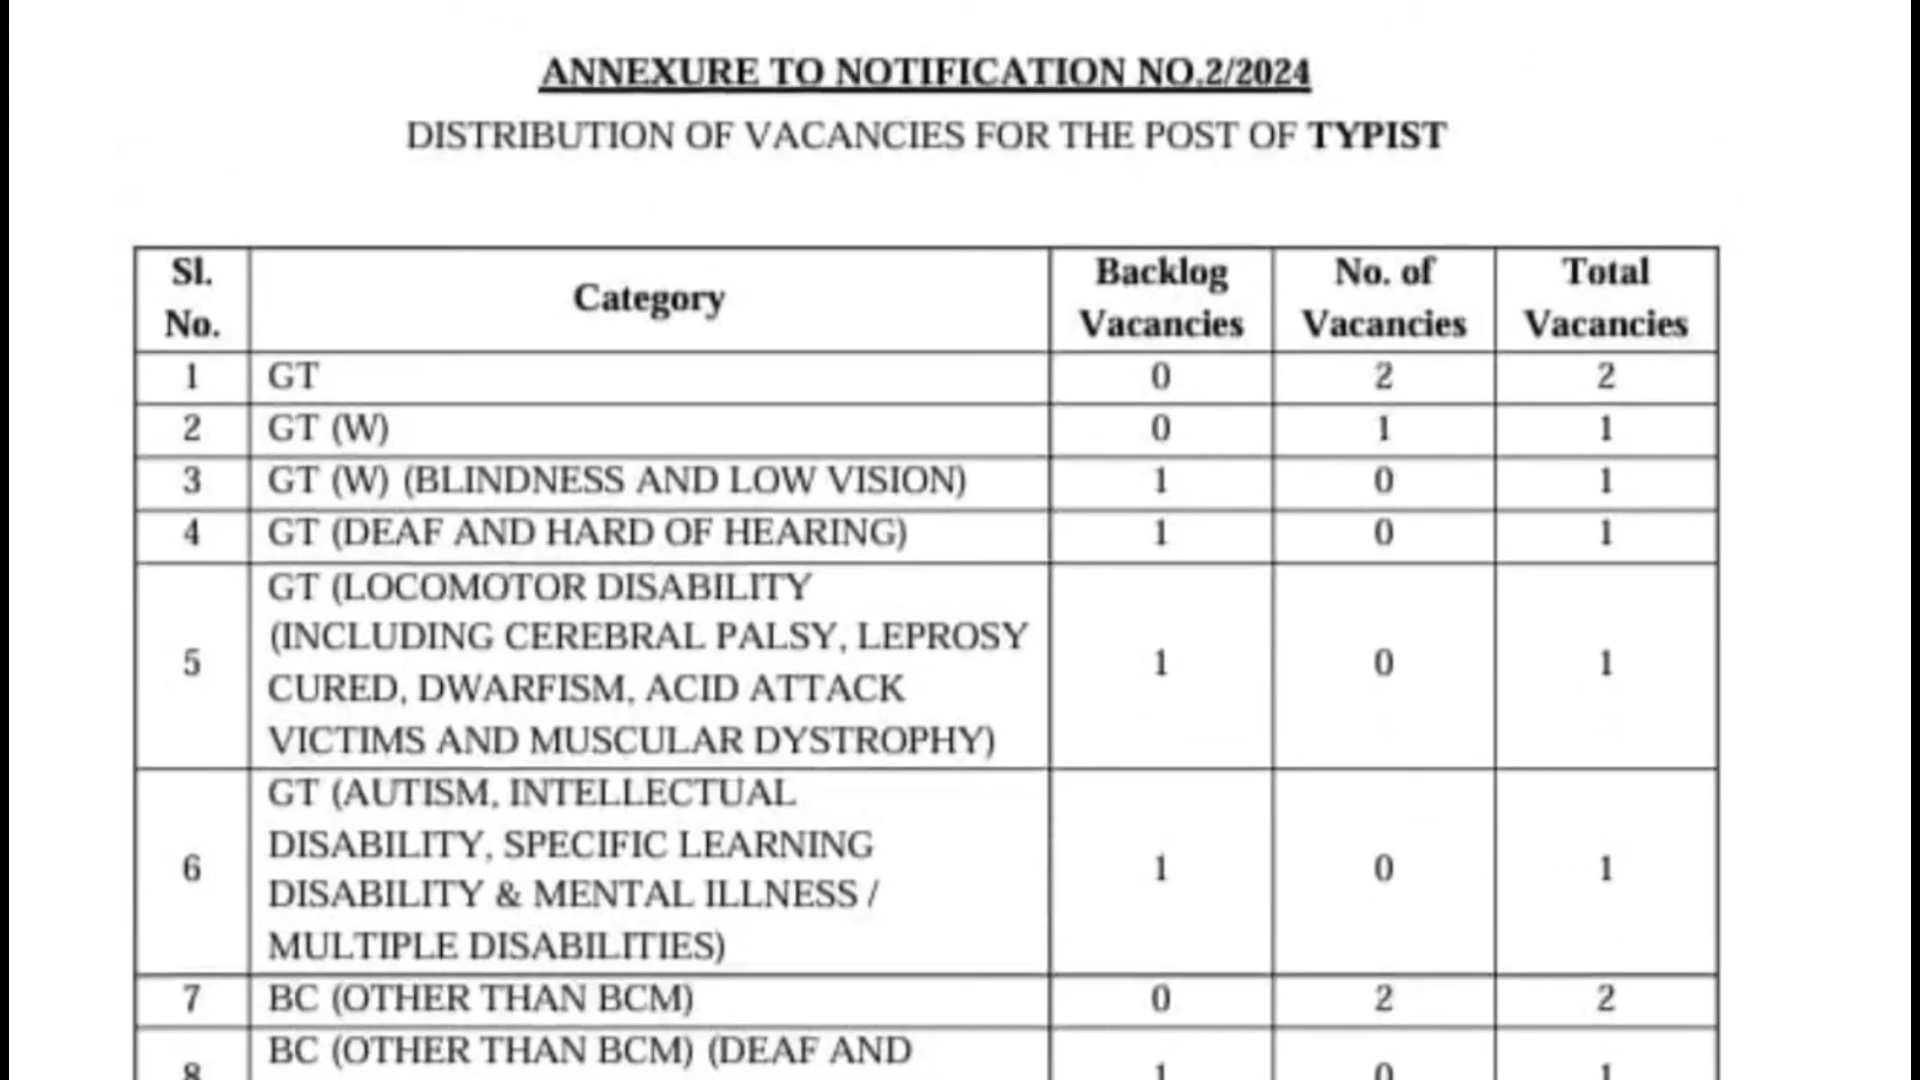 ANNEXURE TO NOTIFICATION NO.2/2024
DISTRIBUTION OF VACANCIES FOR THE POST OF TYPIST
Sl. No. Category Backlog Vacancies No. of Vacancies Total Vacancies
1 GT 0 2 2
2 GT (W) 0 1 1
3 GT (W) (BLINDNESS AND LOW VISION) 1 0 1
4 GT (DEAF AND HARD OF HEARING) 1 0 1
GT (LOCOMOTOR DISABILITY
(INCLUDING CEREBRAL PALSY, LEPROSY
5 CURED, DWARFISM, ACID ATTACK 1 0 1
VICTIMS AND MUSCULAR DYSTROPHY)
GT (AUTISM, INTELLECTUAL
DISABILITY, SPECIFIC LEARNING
6 DISABILITY & MENTAL ILLNESS / 1 0 1
MULTIPLE DISABILITIES)
7 BC (OTHER THAN BCM) 0 2 2
BC (OTHER THAN BCM) (DEAF AND
8 1 0 1